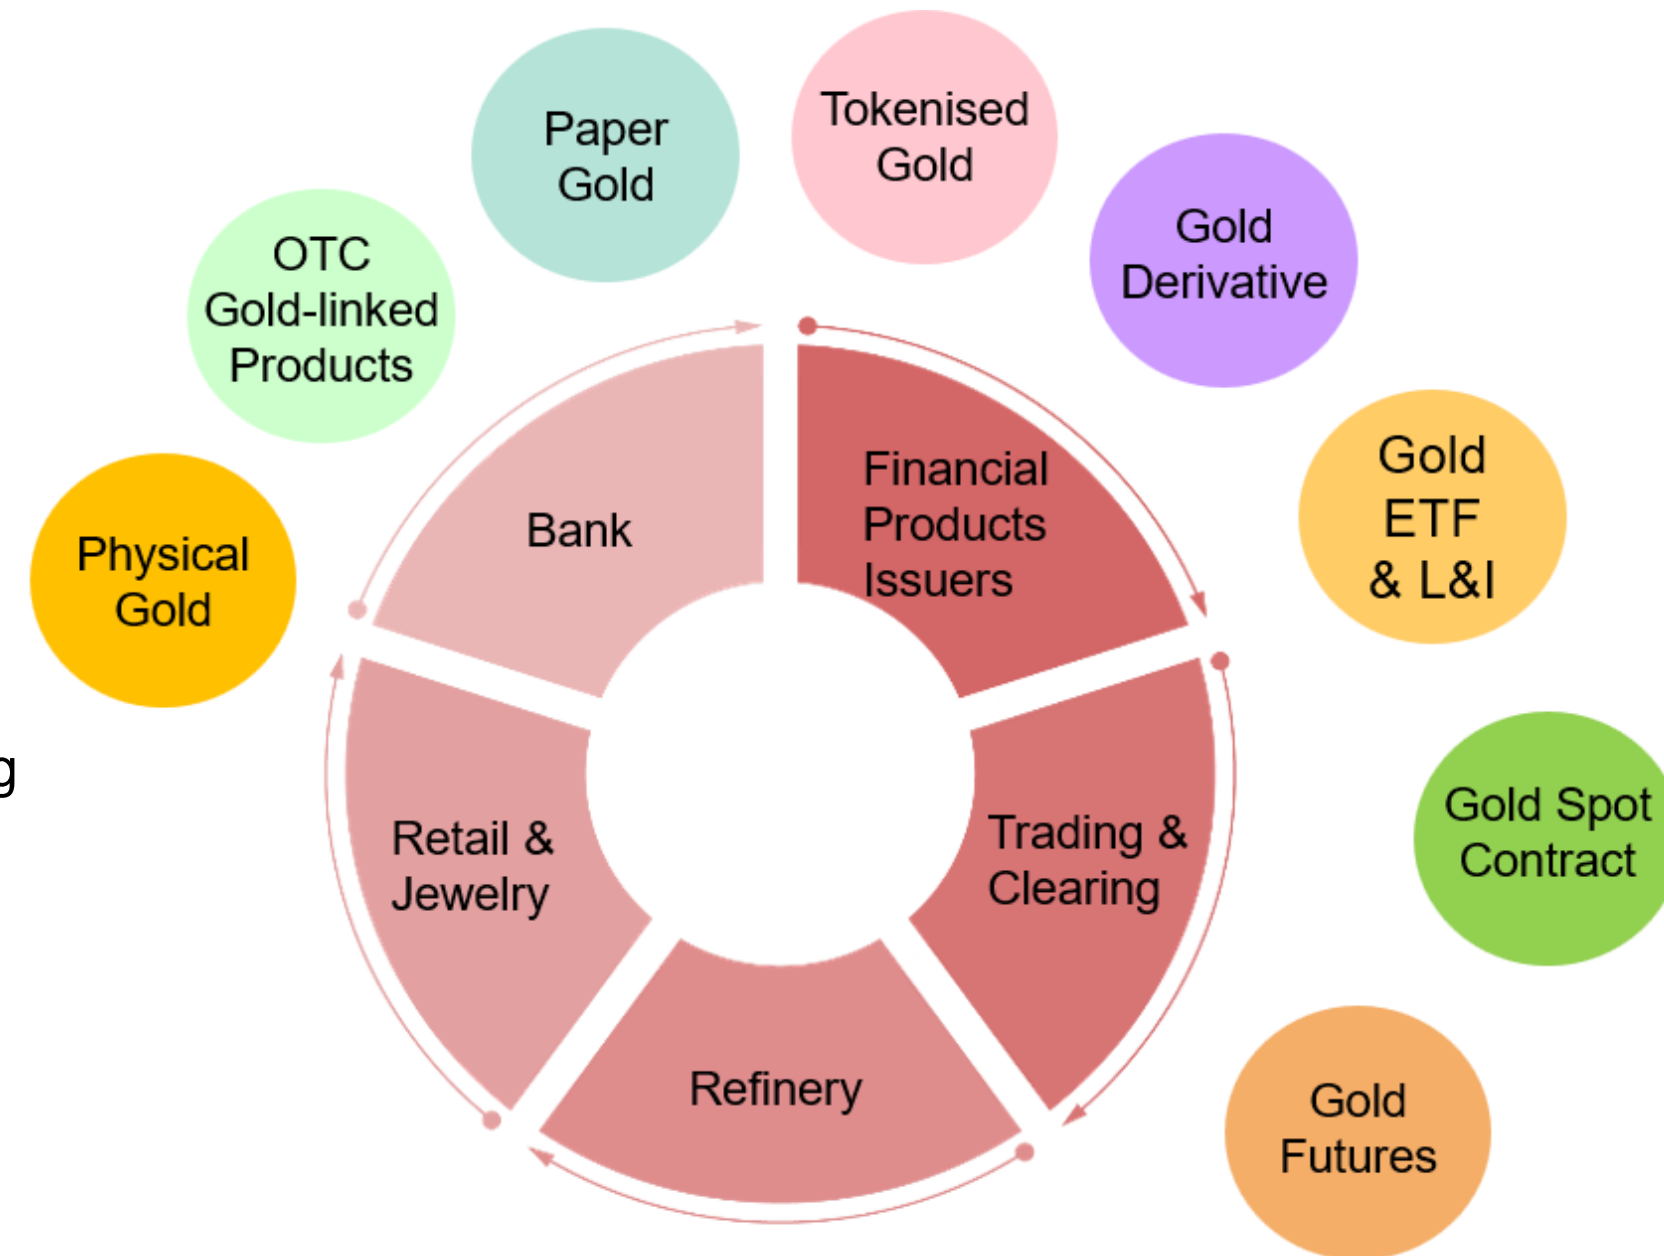 Paper
Gold
Tokenised
Gold
Gold
Derivative
OTC
Gold-linked
Products
Gold
ETF
& L&I
Physical
Gold
Bank
Financial
Products
Issuers
g
Gold Spot
Contract
Retail &
Jewelry
Trading &
Clearing
Refinery
Gold
Futures